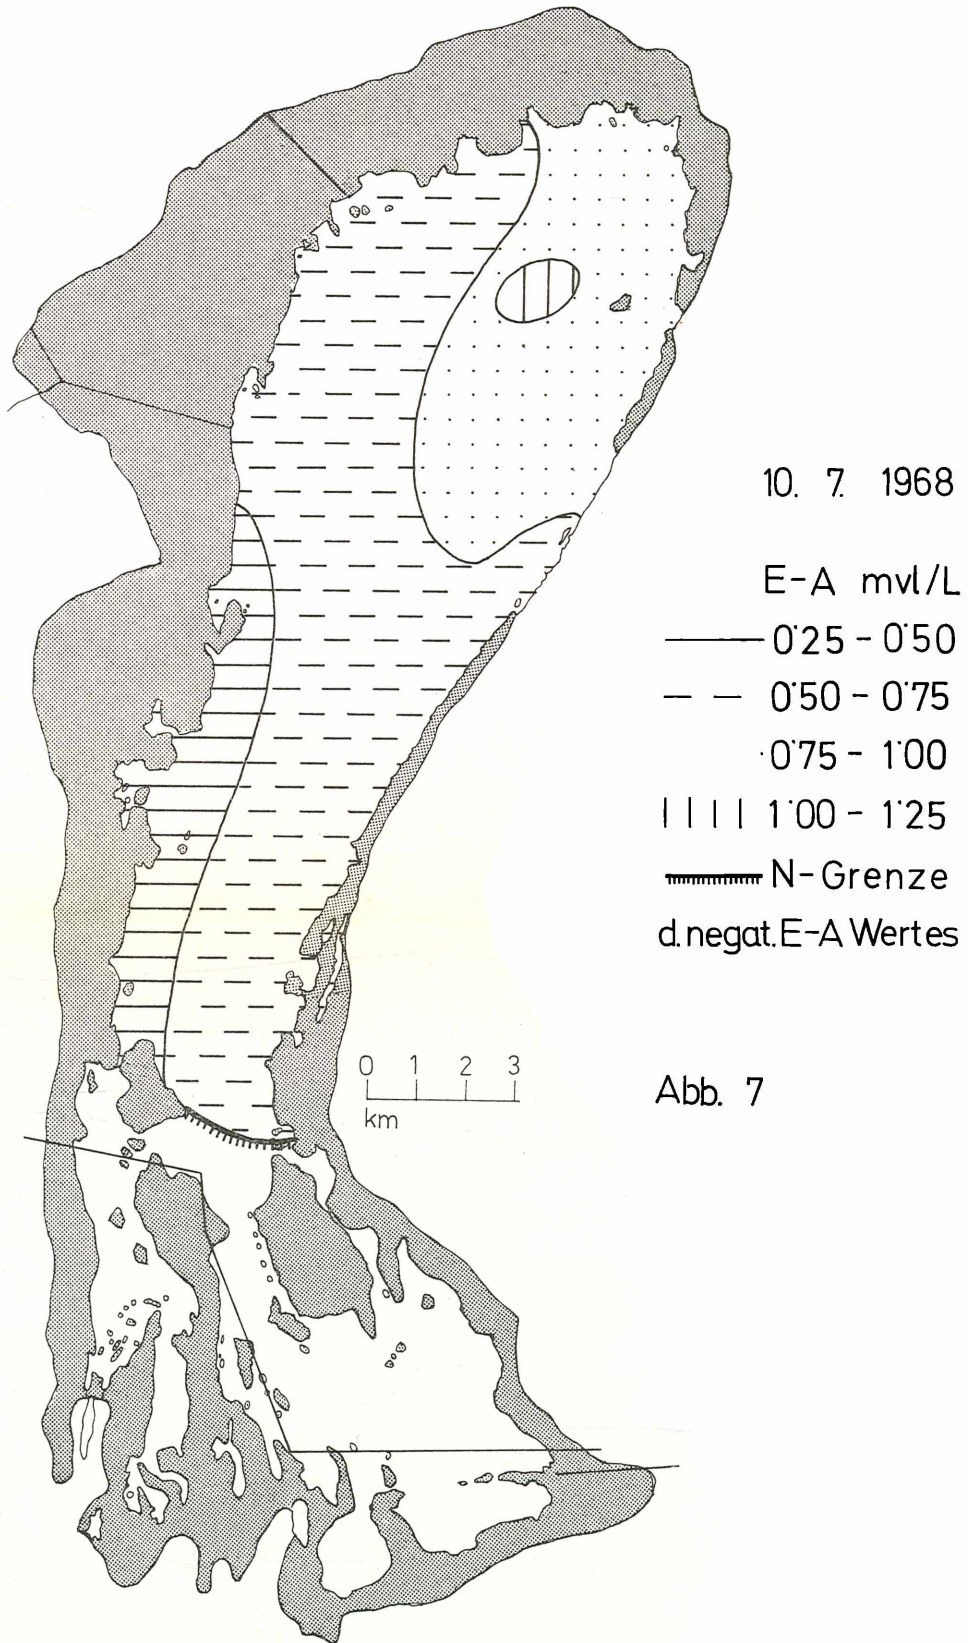 10. 7. 1968
E-A mvl/L
0˙25 - 0˙50
0˙50 - 0˙75
0˙75 - 1˙00
1˙00 - 1˙25
N-Grenze
d.negat.E-A Wertes
0 1 2 3
km
Abb. 7